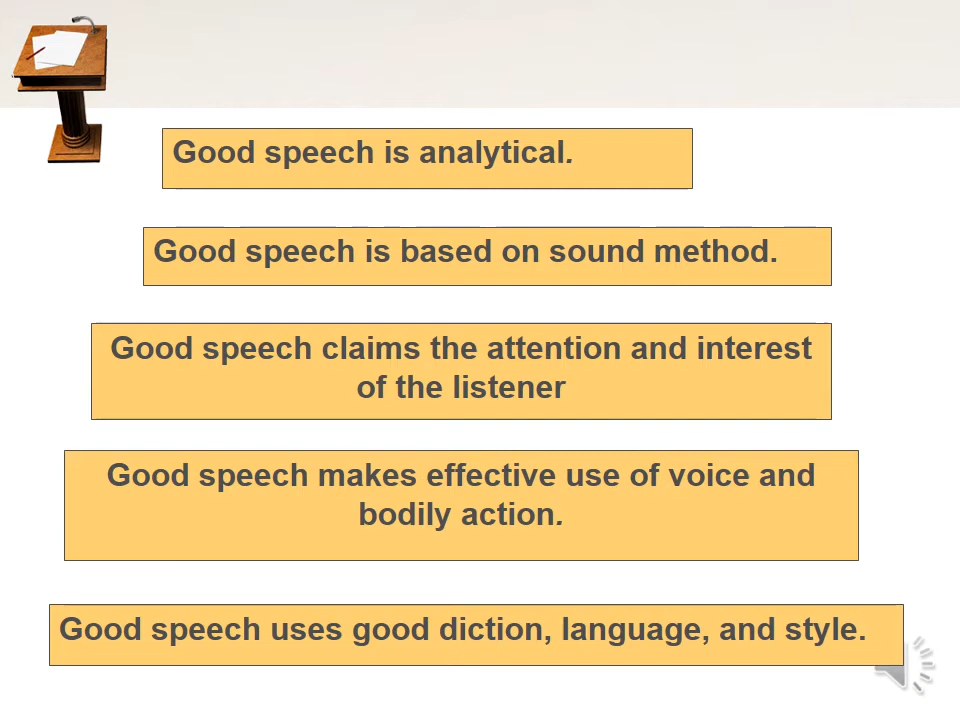 Good speech is analytical.
Good speech is based on sound method.
Good speech claims the attention and interest
of the listener
Good speech makes effective use of voice and
bodily action.
Good speech uses good diction, language, and style.